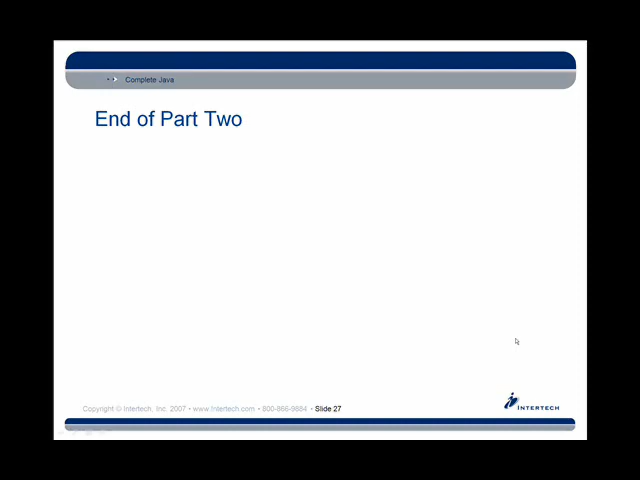 Complete Java
End of Part Two
Copyright © Intertech, Inc. 2007 • www.Intertech.com • 800-866-9884 • Slide 27
INTERTECH